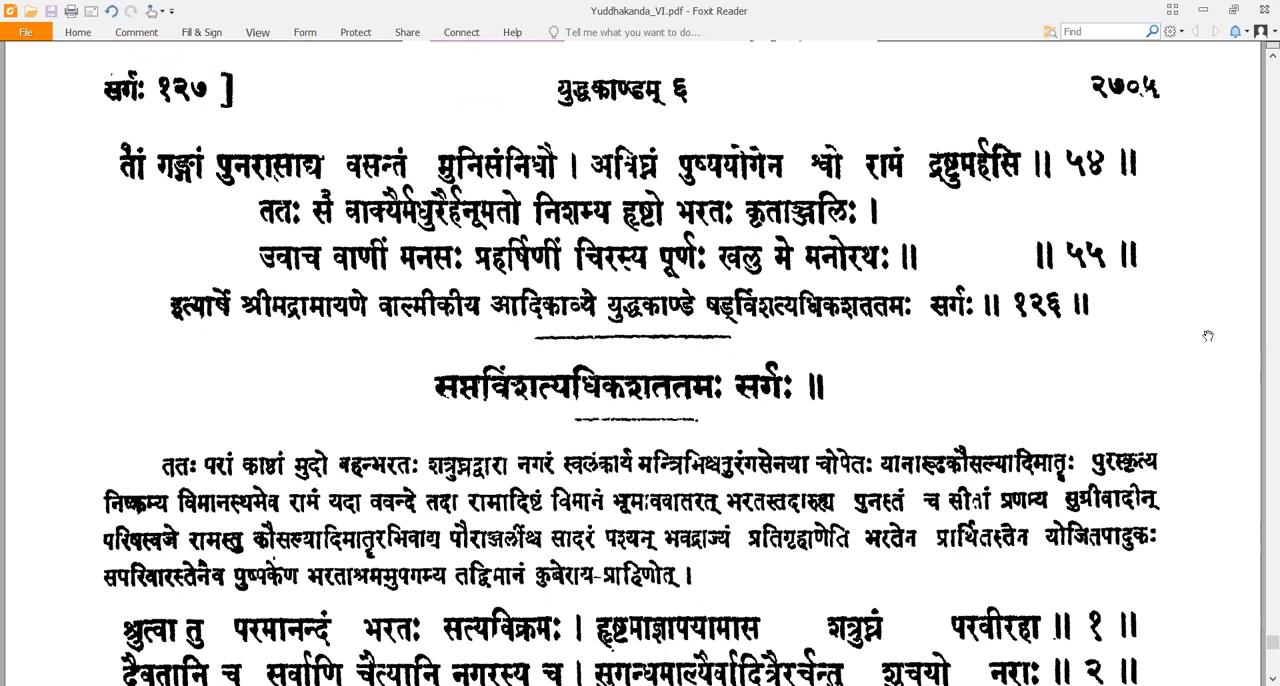 Yuddhakanda_VI.pdf - Foxit Reader
File Home Comment Fill & Sign View Form Protect Share Connect Help Tell me what you want to do... Find
सर्गः १२७ ] युद्धकाण्डम् ६ २७०५
तां गङ्गां पुनरासाद्य वसन्तं मुनिसंनिधौ । अविघ्नं पुष्ययोगेन श्वो रामं द्रष्टुमर्हसि ॥ ५४ ॥
ततः स वाक्यैर्मधुरैर्हनूमतो निशम्य हृष्टो भरतः कृताञ्जलिः ।
उवाच वाणीं मनसः प्रहर्षिणीं चिरस्य पूर्णः खलु मे मनोरथः ॥ ॥ ५५ ॥
इत्यार्षे श्रीमद्रामायणे वाल्मीकीय आदिकाव्ये युद्धकाण्डे षड्विंशत्यधिकशततमः सर्गः ॥ १२६ ॥
सप्तविंशत्यधिकशततमः सर्गः ॥
ततः परां काष्ठां मुदो वहन्भरतः शत्रुघ्नद्वारा नगरं स्वलंकार्य मन्त्रिभिश्चतुरंगसेनया चोपेतः यानारूढकौसल्यादिमातॄः पुरस्कृत्य
निष्क्रम्य विमानस्थमेव रामं यदा ववन्दे तदा रामादिष्टं विमानं भूमाववातरत् भरतस्तदारुह्य पुनस्तं च सीतां प्रणम्य सुग्रीवादीन्
परिषस्वजे रामस्तु कौसल्यादिमातॄरभिवाद्य पौराञ्जलींश्च सादरं पश्यन् भवद्राज्यं प्रतिगृहाणेति भरतेन प्रार्थितस्तेन योजितपादुकः
सपरिवारस्तेनैव पुष्पकेण भरताश्रममुपगम्य तद्विमानं कुबेराय प्राहिणोत् ।
श्रुत्वा तु परमानन्दं भरतः सत्यविक्रमः । हृष्टमाज्ञापयामास शत्रुघ्नं परवीरहा ॥ १ ॥
दैवतानि च सर्वाणि चैत्यानि नगरस्य च । सुगन्धमाल्यैर्वादित्रैरर्चन्तु शुचयो नराः ॥ २ ॥